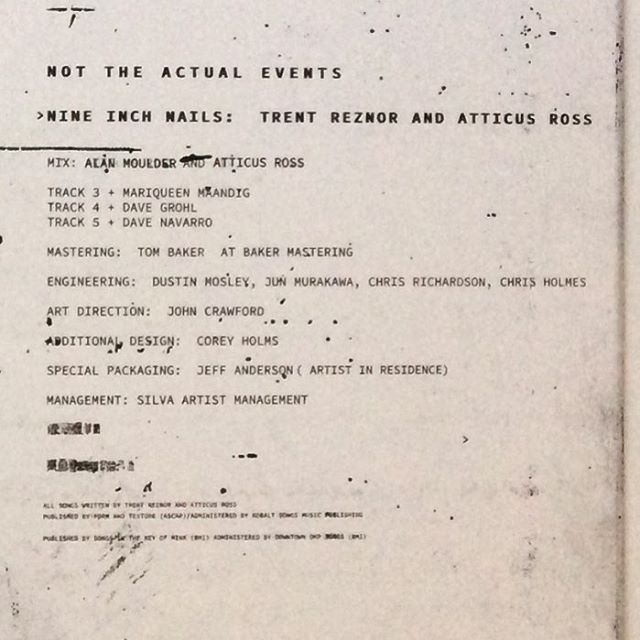 NOT THE ACTUAL EVENTS
>NINE INCH NAILS: TRENT REZNOR AND ATTICUS ROSS
MIX: ALAN MOULDER AND ATTICUS ROSS
TRACK 3 + MARIQUEEN MAANDIG
TRACK 4 + DAVE GROHL
TRACK 5 + DAVE NAVARRO
MASTERING: TOM BAKER AT BAKER MASTERING
ENGINEERING: DUSTIN MOSLEY, JUN MURAKAWA, CHRIS RICHARDSON, CHRIS HOLMES
ART DIRECTION: JOHN CRAWFORD
ADDITIONAL DESIGN: COREY HOLMS
SPECIAL PACKAGING: JEFF ANDERSON( ARTIST IN RESIDENCE)
MANAGEMENT: SILVA ARTIST MANAGEMENT
>
ALL SONGS WRITTEN BY TRENT REZNOR AND ATTICUS ROSS
PUBLISHED BY FORM AND TEXTURE (ASCAP)/ADMINISTERED BY KOBALT SONGS MUSIC PUBLISHING
PUBLISHED BY SONGS IN THE KEY OF MINK (BMI) ADMINISTERED BY DOWNTOWN DMP SONGS (BMI)